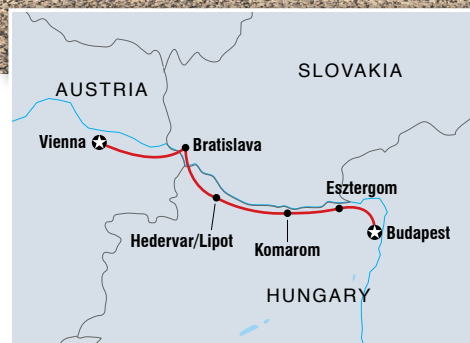 SLOVAKIA
AUSTRIA
Vienna
Bratislava
Esztergom
Hedervar/Lipot
Komarom
Budapest
HUNGARY